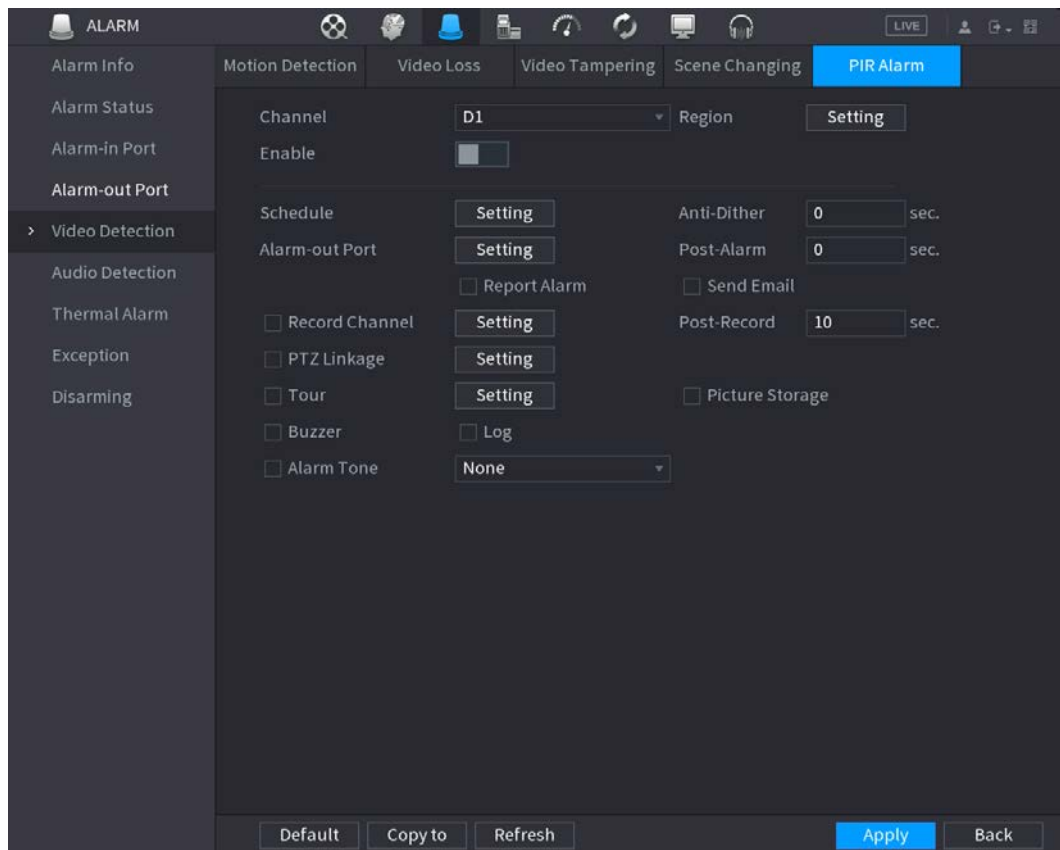 ALARM LIVE
Alarm Info
Alarm Status
Alarm-in Port
Alarm-out Port
Video Detection
Audio Detection
Thermal Alarm
Exception
Disarming
Motion Detection Video Loss Video Tampering Scene Changing PIR Alarm
Channel D1 Region Setting
Enable
Schedule Setting Anti-Dither 0 sec.
Alarm-out Port Setting Post-Alarm 0 sec.
Report Alarm Send Email
Record Channel Setting Post-Record 10 sec.
PTZ Linkage Setting
Tour Setting Picture Storage
Buzzer Log
Alarm Tone None
Default Copy to Refresh Apply Back